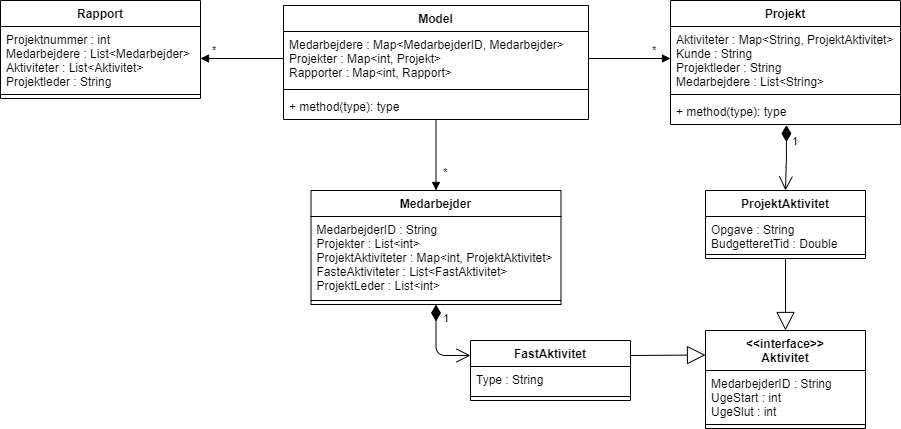 Rapport
Projektnummer : int
Medarbejdere : List<Medarbejder>
Aktiviteter : List<Aktivitet>
Projektleder : String
*
Model
Medarbejdere : Map<MedarbejderID, Medarbejder>
Projekter : Map<int, Projekt>
Rapporter : Map<int, Rapport>
+ method(type): type
*
Projekt
Aktiviteter : Map<String, ProjektAktivitet>
Kunde : String
Projektleder : String
Medarbejdere : List<String>
+ method(type): type
1
*
Medarbejder
MedarbejderID : String
Projekter : List<int>
ProjektAktiviteter : Map<int, ProjektAktivitet>
FasteAktiviteter : List<FastAktivitet>
ProjektLeder : List<int>
1
ProjektAktivitet
Opgave : String
BudgetteretTid : Double
FastAktivitet
Type : String
<<interface>>
Aktivitet
MedarbejderID : String
UgeStart : int
UgeSlut : int